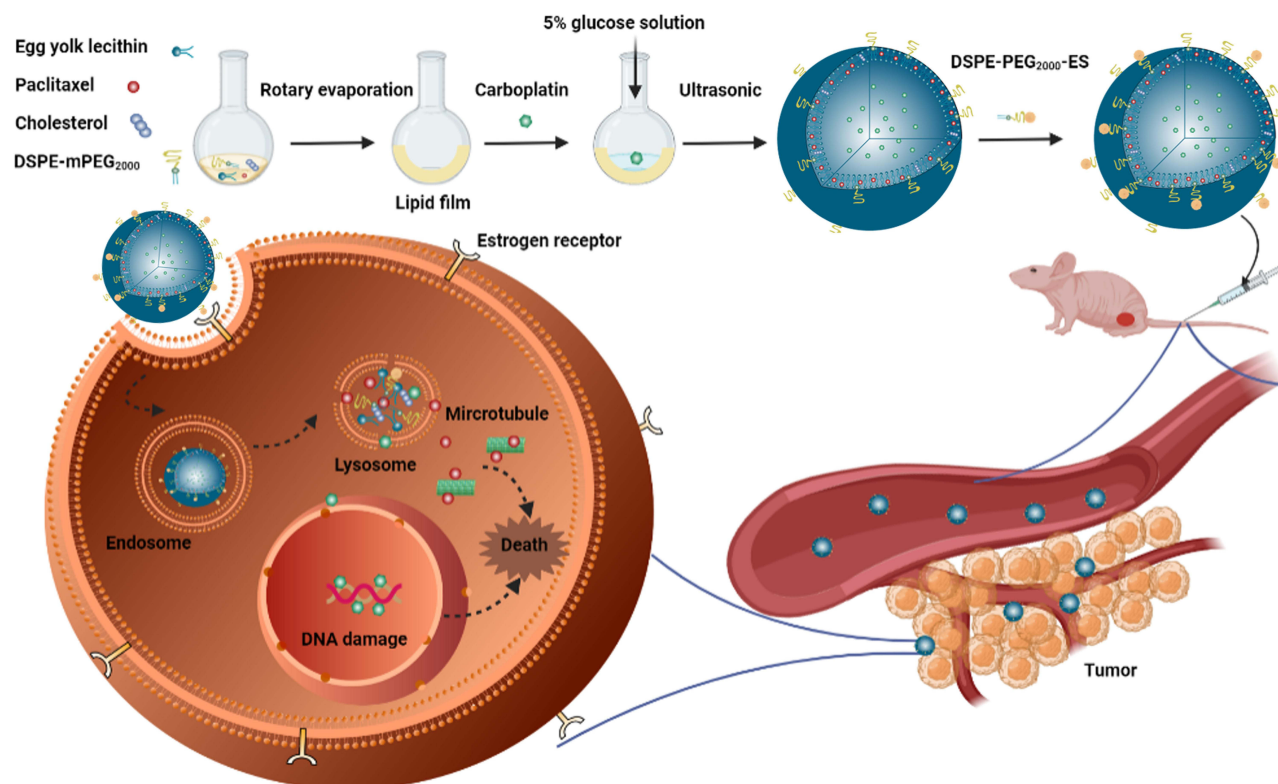 5% glucose solution
Egg yolk lecithin
Paclitaxel
Cholesterol
DSPE-mPEG2000
Rotary evaporation
Carboplatin
Ultrasonic
DSPE-PEG2000-ES
Lipid film
Estrogen receptor
Mircrotubule
Lysosome
Endosome
Death
DNA damage
Tumor